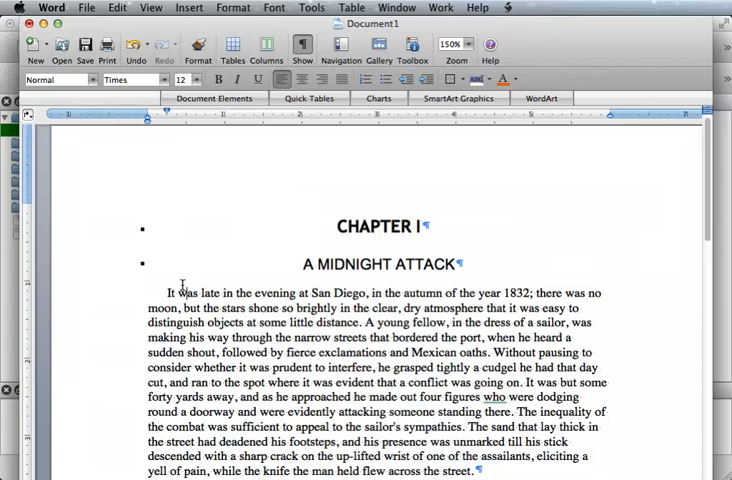 Word File Edit View Insert Format Font Tools Table Window Work Help
Document1
150%
New Open Save Print Undo Redo Format Tables Columns Show Navigation Gallery Toolbox Zoom Help
Normal Times 12 B I U A
Document Elements Quick Tables Charts SmartArt Graphics WordArt
1 1 2 3 4 5 7
CHAPTER I¶
A MIDNIGHT ATTACK¶
It was late in the evening at San Diego, in the autumn of the year 1832; there was no
moon, but the stars shone so brightly in the clear, dry atmosphere that it was easy to
distinguish objects at some little distance. A young fellow, in the dress of a sailor, was
making his way through the narrow streets that bordered the port, when he heard a
sudden shout, followed by fierce exclamations and Mexican oaths. Without pausing to
consider whether it was prudent to interfere, he grasped tightly a cudgel he had that day
cut, and ran to the spot where it was evident that a conflict was going on. It was but some
forty yards away, and as he approached he made out four figures who were dodging
round a doorway and were evidently attacking someone standing there. The inequality of
the combat was sufficient to appeal to the sailor's sympathies. The sand that lay thick in
the street had deadened his footsteps, and his presence was unmarked till his stick
descended with a sharp crack on the up-lifted wrist of one of the assailants, eliciting a
yell of pain, while the knife the man held flew across the street.¶